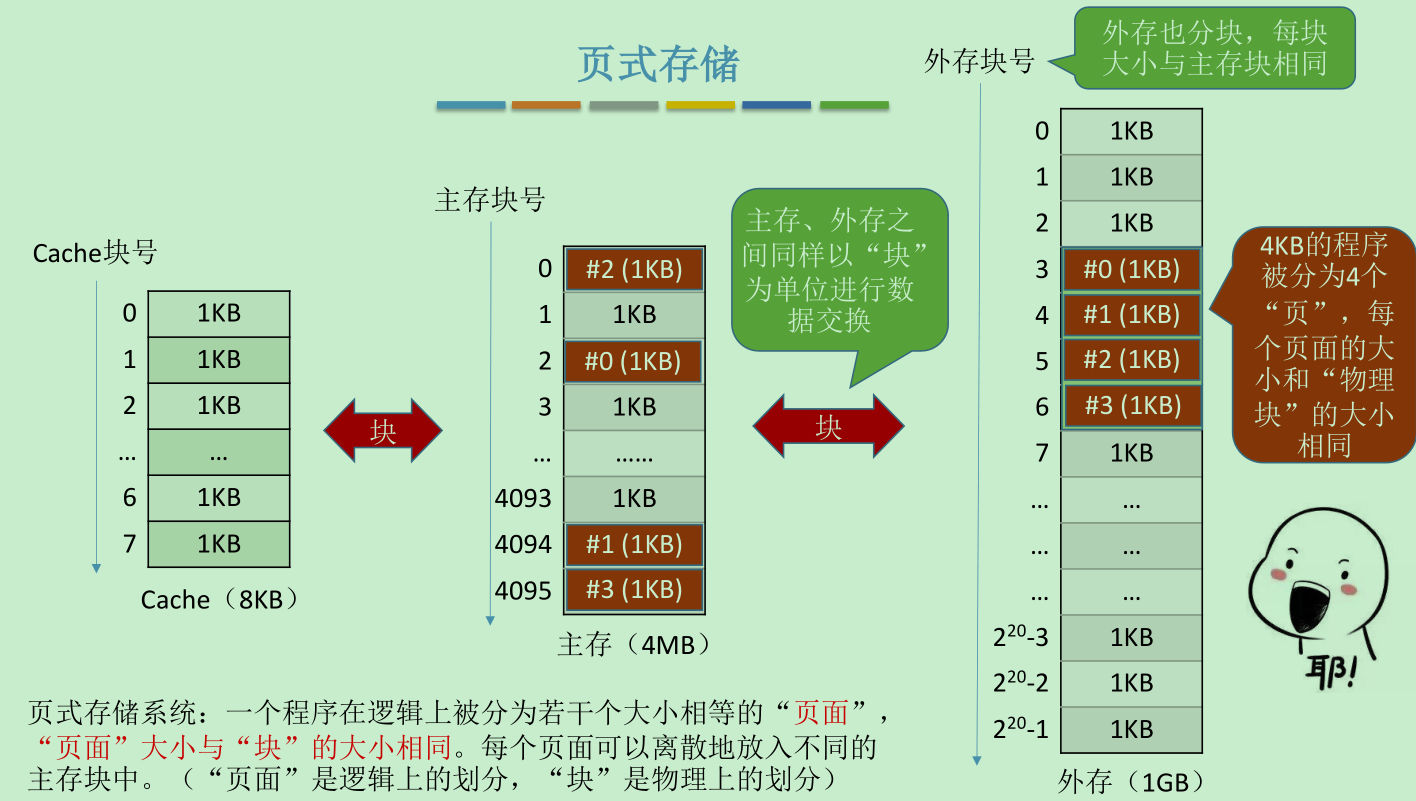 页式存储
外存块号
外存也分块，每块
大小与主存块相同
Cache块号
0 1KB
1 1KB
2 1KB
… …
6 1KB
7 1KB
Cache（8KB）
块
主存块号
0 #2 (1KB)
1 1KB
2 #0 (1KB)
3 1KB
… ……
4093 1KB
4094 #1 (1KB)
4095 #3 (1KB)
主存（4MB）
主存、外存之
间同样以“块”
为单位进行数
据交换
块
0 1KB
1 1KB
2 1KB
3 #0 (1KB)
4 #1 (1KB)
5 #2 (1KB)
6 #3 (1KB)
7 1KB
… …
… …
… …
2²⁰-3 1KB
2²⁰-2 1KB
2²⁰-1 1KB
外存（1GB）
4KB的程序
被分为4个
“页”，每
个页面的大
小和“物理
块”的大小
相同
耶!
页式存储系统：一个程序在逻辑上被分为若干个大小相等的“页面”，
“页面”大小与“块”的大小相同。每个页面可以离散地放入不同的
主存块中。（“页面”是逻辑上的划分，“块”是物理上的划分）